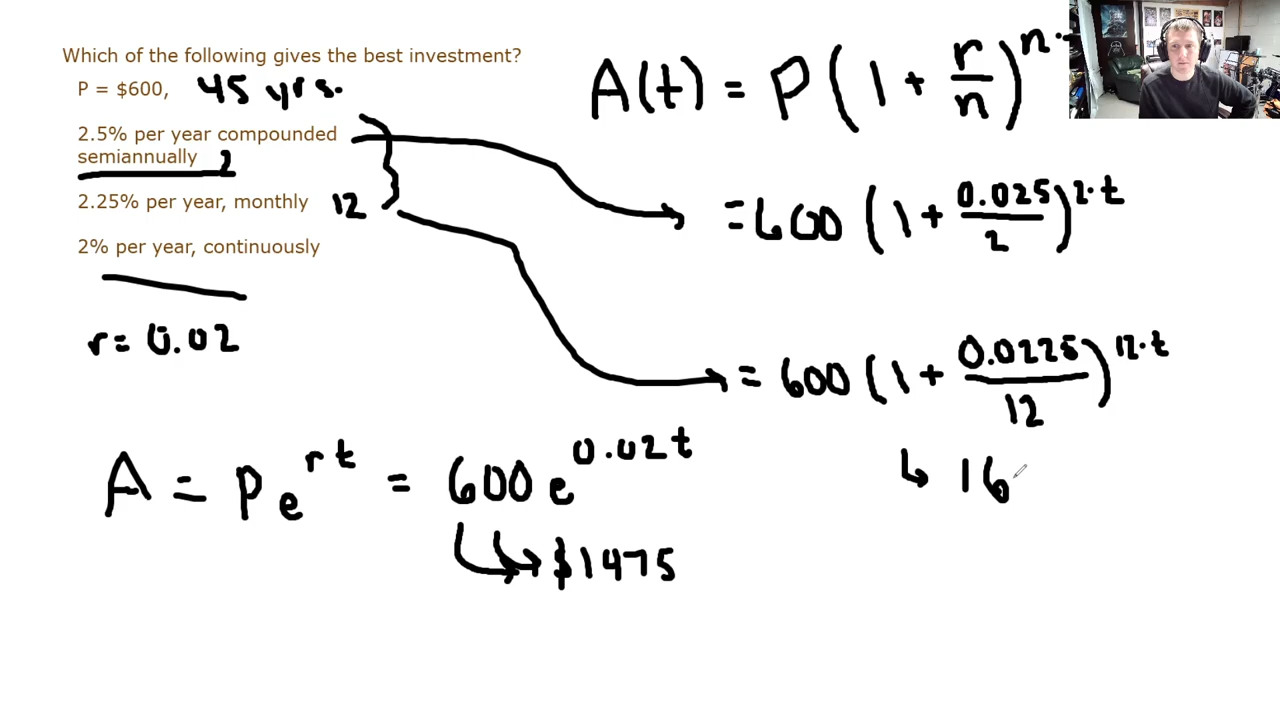 Which of the following gives the best investment?
P = $600, 45 yrs.
2.5% per year compounded
semiannually 2
2.25% per year, monthly 12
2% per year, continuously
r = 0.02
A(t) = P(1 + r/n)^n·
= 600(1 + 0.025/2)^2·t
= 600(1 + 0.0225/12)^12·t
↳ 16
A = Pe^rt = 600e^0.02t
↳ $1475